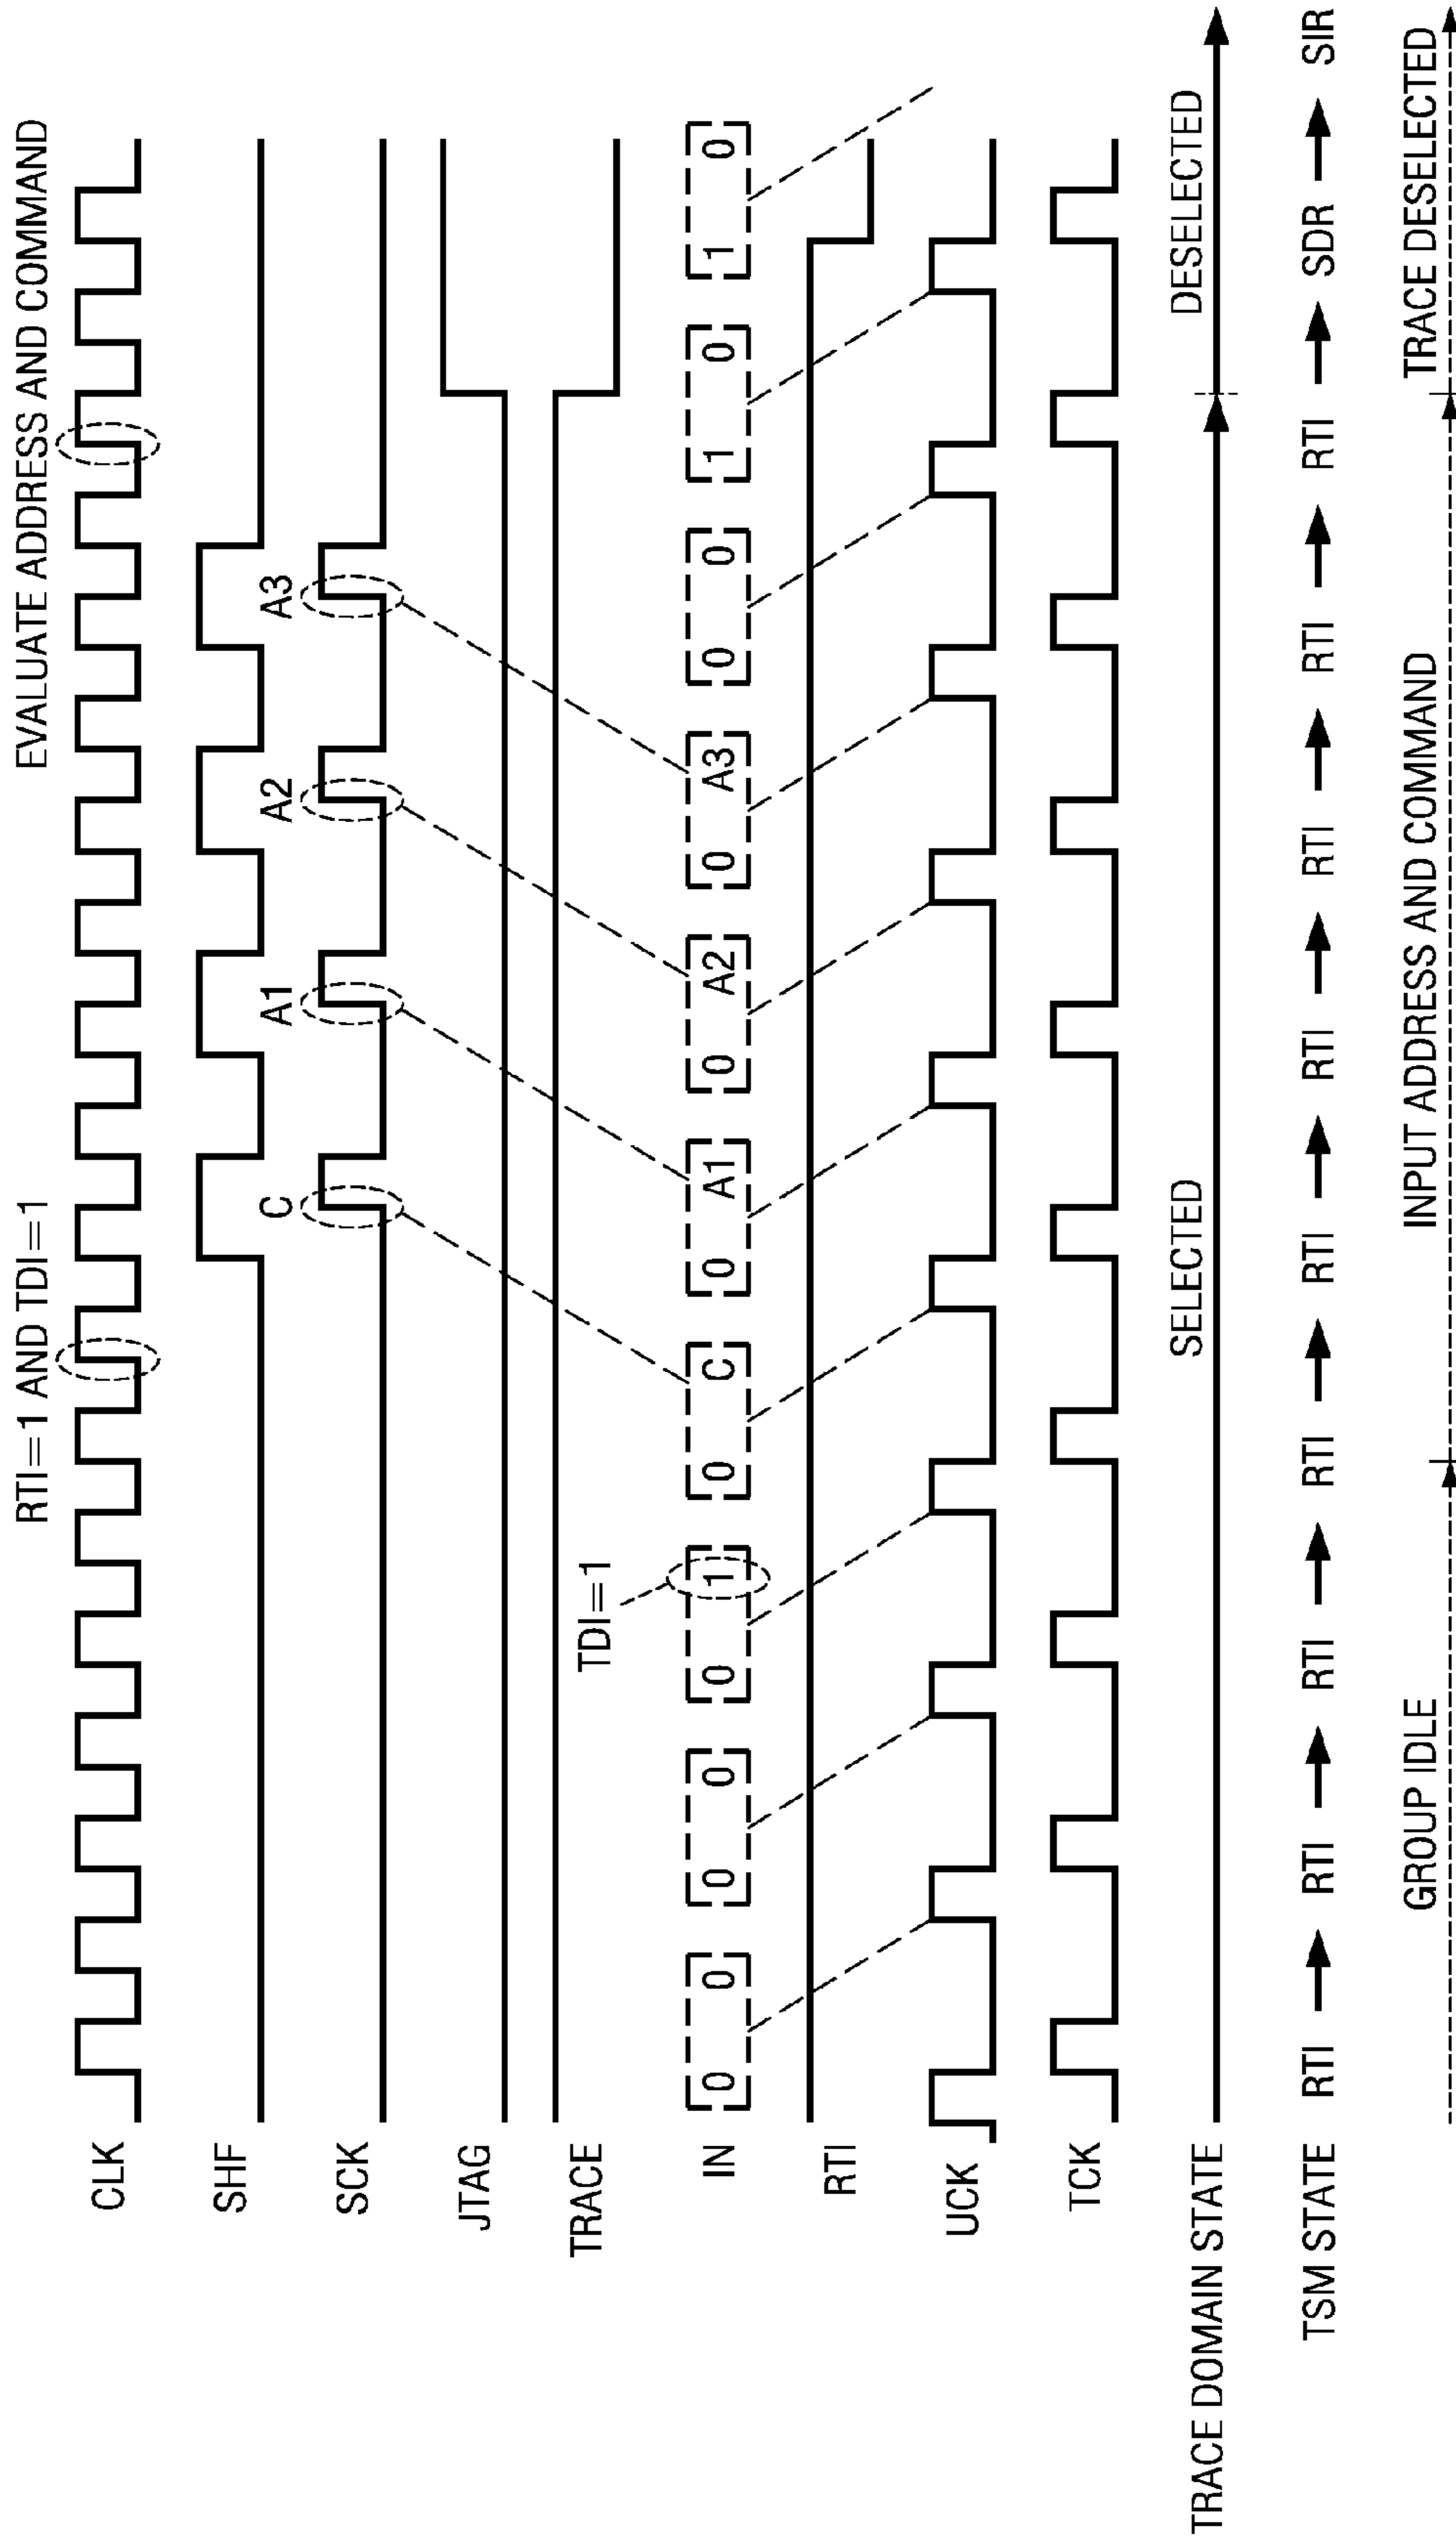 RTI=1 AND TDI=1 EVALUATE ADDRESS AND COMMAND
CLK
SHF
C A1 A2 A3
SCK
JTAG
TRACE
TDI=1
IN 0 0 0 0 0 1 0 C 0 A1 0 A2 0 A3 0 0 1 0 1 0
RTI
UCK
TCK
SELECTED DESELECTED
TRACE DOMAIN STATE
TSM STATE RTI RTI RTI RTI RTI RTI RTI RTI RTI SDR SIR
GROUP IDLE INPUT ADDRESS AND COMMAND TRACE DESELECTED